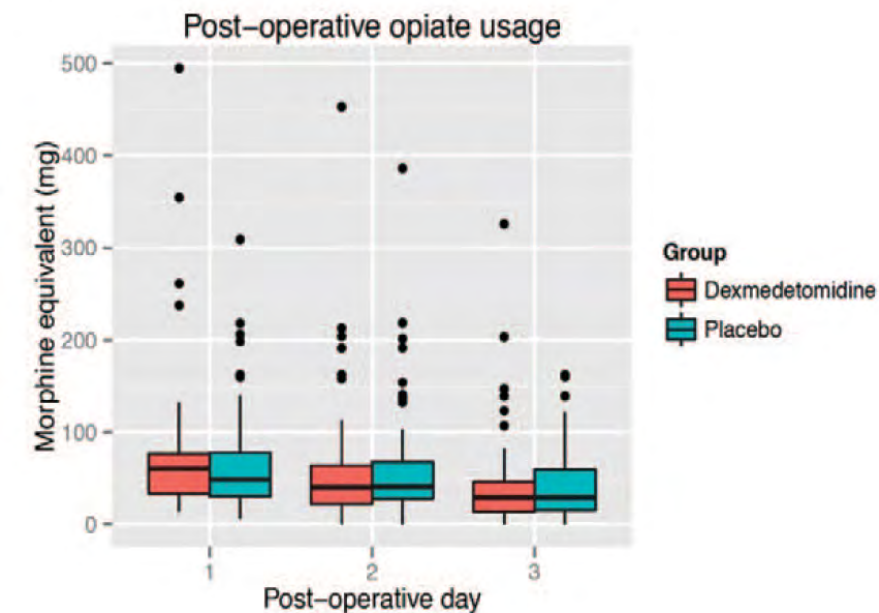 Post-operative opiate usage
Morphine equivalent (mg)
500
400
300
200
100
0
1
2
3
Post-operative day
Group
Dexmedetomidine
Placebo